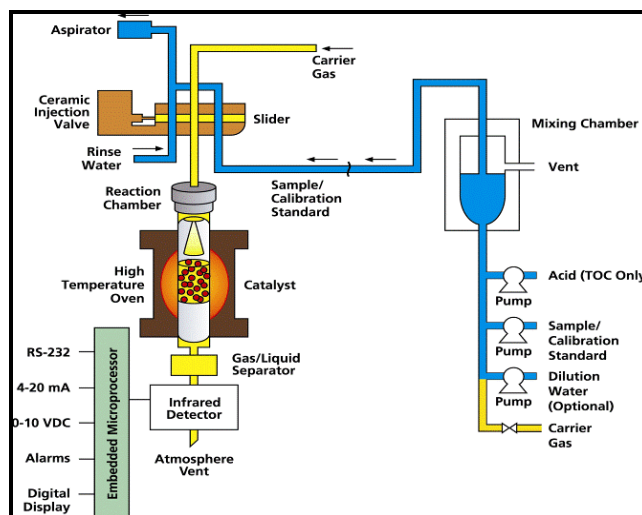 Aspirator
Carrier
Gas
Ceramic
Injection
Valve
Slider
Mixing Chamber
Rinse
Water
Vent
Reaction
Chamber
Sample/
Calibration
Standard
High
Temperature
Oven
Catalyst
Acid (TOC Only
Pump
Sample/
Calibration
Standard
Pump
Dilution
Water
(Optional)
Pump
Carrier
Gas
Gas/Liquid
Separator
Infrared
Detector
Atmosphere
Vent
Embedded Microprocessor
RS-232
4-20 mA
0-10 VDC
Alarms
Digital
Display